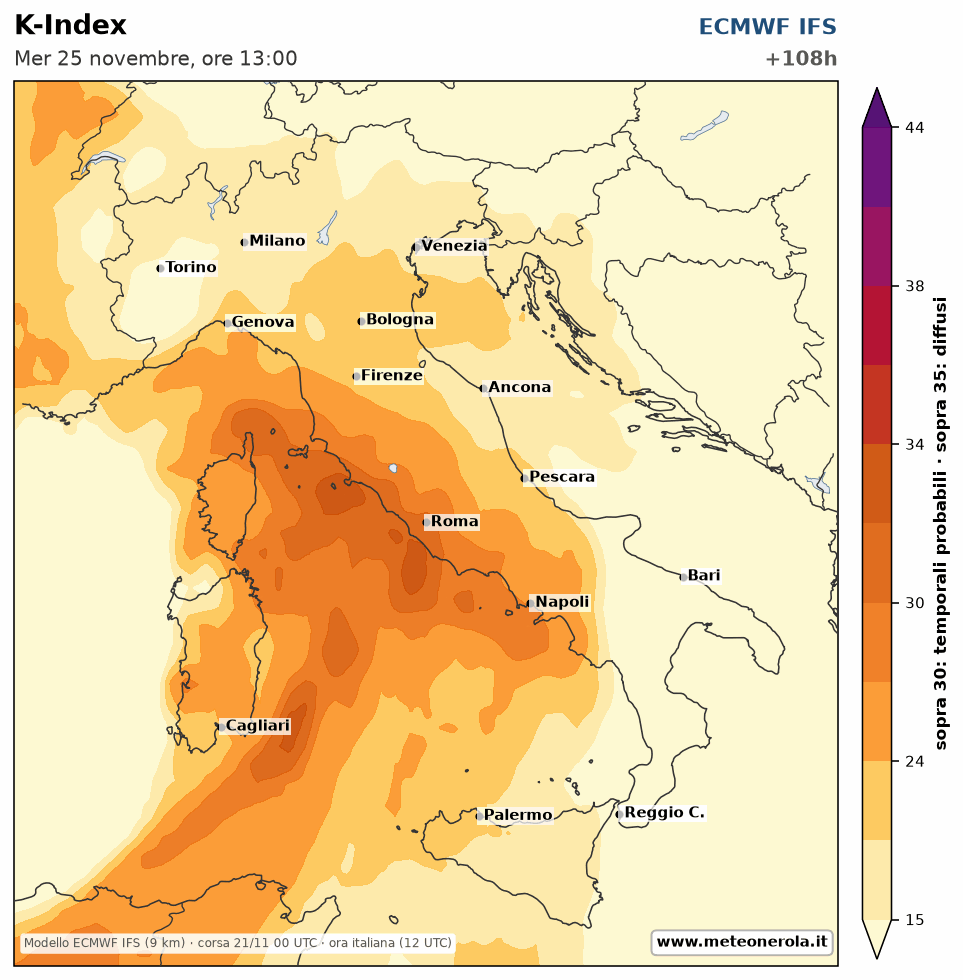 K-Index
ECMWF IFS
Mer 25 novembre, ore 13:00
+108h
Milano
Venezia
Torino
Genova
Bologna
Firenze
Ancona
Pescara
Roma
Bari
Napoli
Cagliari
Palermo
Reggio C.
44
38
34
30
24
15
sopra 30: temporali probabili · sopra 35: diffusi
Modello ECMWF IFS (9 km) · corsa 21/11 00 UTC · ora italiana (12 UTC)
www.meteonerola.it